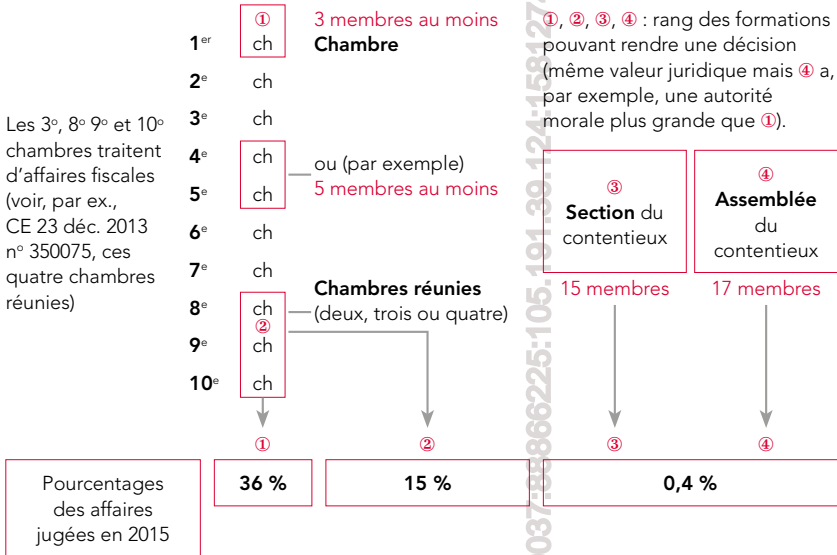 Les 3º, 8º 9º et 10º
chambres traitent
d'affaires fiscales
(voir, par ex.,
CE 23 déc. 2013
nº 350075, ces
quatre chambres
réunies)
①
1er ch
2e ch
3e ch
4e ch
5e ch
6e ch
7e ch
8e ch
②
9e ch
10e ch
3 membres au moins
Chambre
ou (par exemple)
5 membres au moins
Chambres réunies
(deux, trois ou quatre)
①, ②, ③, ④ : rang des formations
pouvant rendre une décision
(même valeur juridique mais ④ a,
par exemple, une autorité
morale plus grande que ①).
③
Section du
contentieux
15 membres
④
Assemblée
du
contentieux
17 membres
① ② ③ ④
Pourcentages
des affaires
jugées en 2015
36 % 15 % 0,4 %